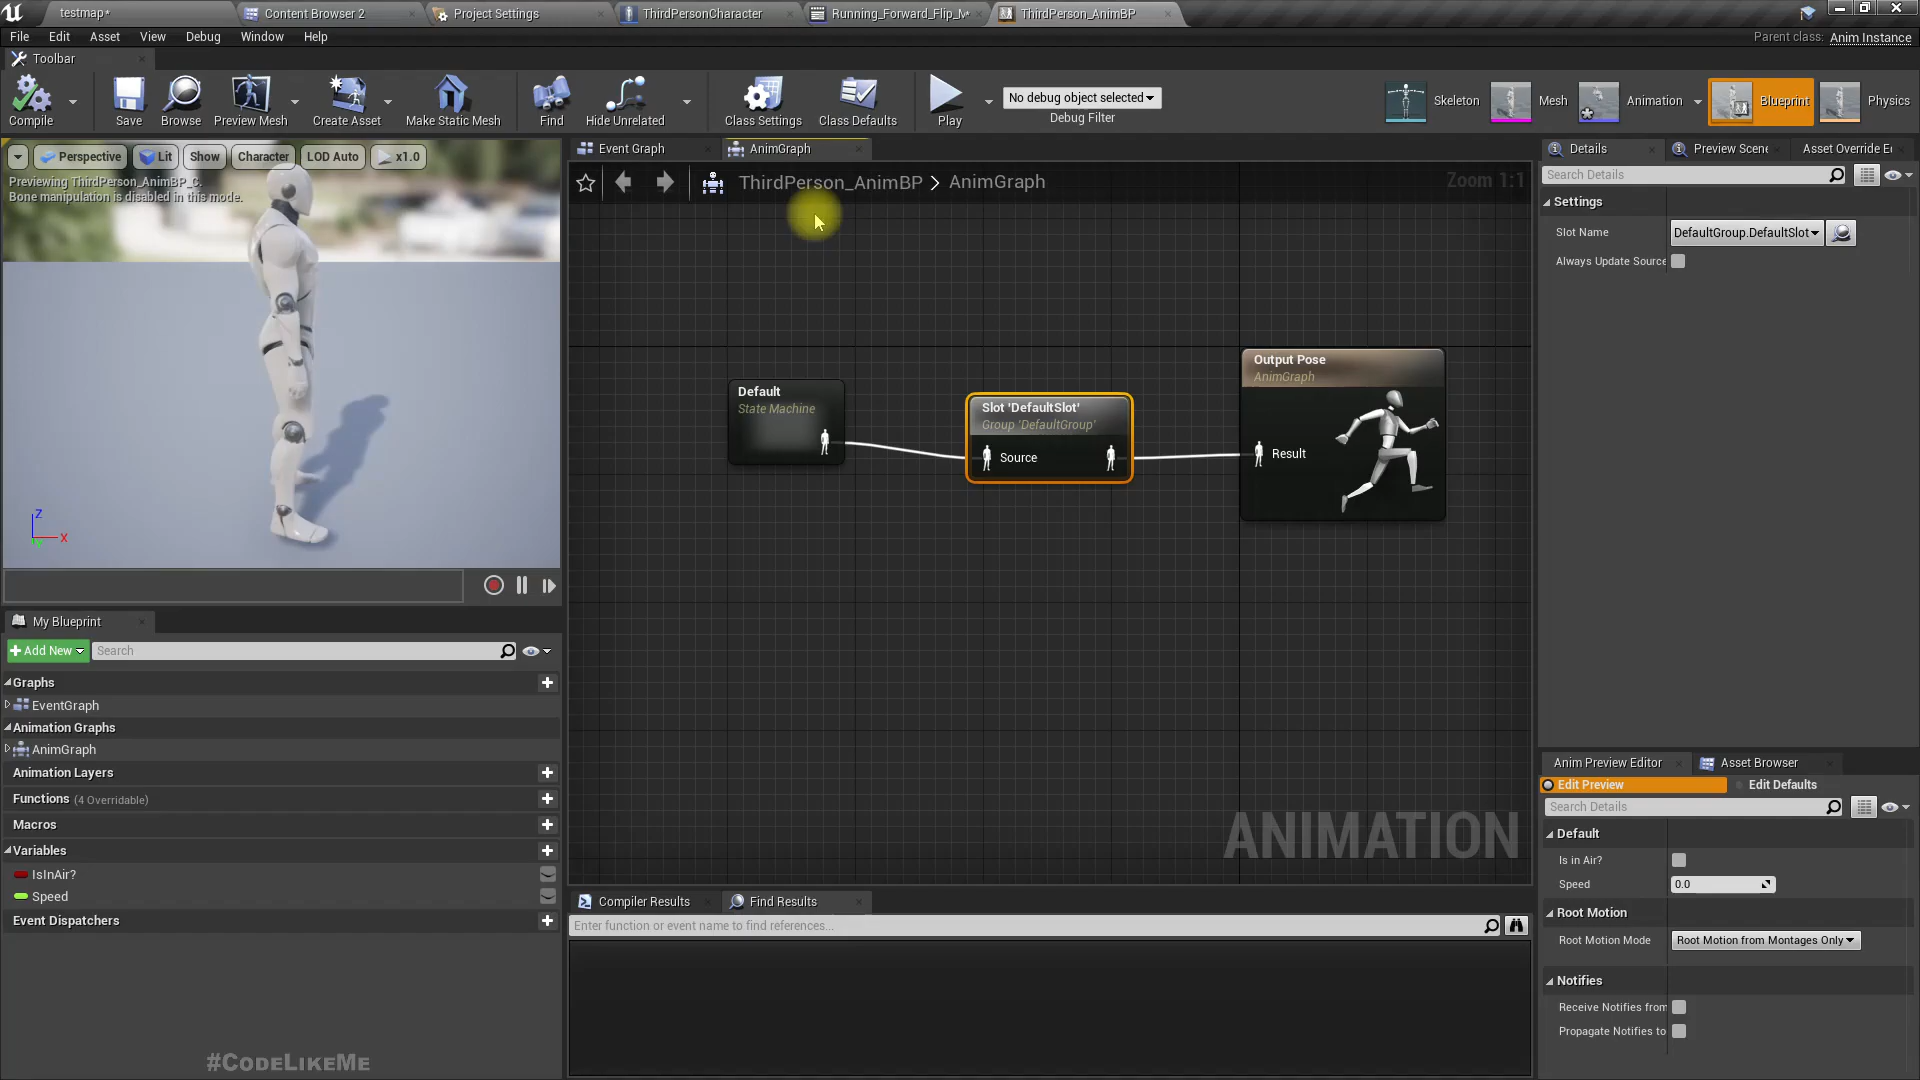 testmap*
Content Browser 2
Project Settings
ThirdPersonCharacter
Running_Forward_Flip_M*
ThirdPerson_AnimBP
File Edit Asset View Debug Window Help
Parent class: Anim Instance
Toolbar
Compile
Save
Browse
Preview Mesh
Create Asset
Make Static Mesh
Find
Hide Unrelated
Class Settings
Class Defaults
Play
No debug object selected
Debug Filter
Skeleton
Mesh
Animation
Blueprint
Physics
Perspective
Lit
Show
Character
LOD Auto
x1.0
Previewing ThirdPerson_AnimBP_C.
Bone manipulation is disabled in this mode.
Z
X
Event Graph
AnimGraph
ThirdPerson_AnimBP > AnimGraph
Zoom 1:1
Default
State Machine
Slot 'DefaultSlot'
Group 'DefaultGroup'
Source
Output Pose
AnimGraph
Result
ANIMATION
Details
Preview Scene
Asset Override E
Search Details
Settings
Slot Name
DefaultGroup.DefaultSlot
Always Update Source
My Blueprint
+ Add New
Search
Graphs
EventGraph
Animation Graphs
AnimGraph
Animation Layers
Functions (4 Overridable)
Macros
Variables
IsInAir?
Speed
Event Dispatchers
#CodeLikeMe
Compiler Results
Find Results
Enter function or event name to find references...
Anim Preview Editor
Asset Browser
Edit Preview
Edit Defaults
Search Details
Default
Is in Air?
Speed
0.0
Root Motion
Root Motion Mode
Root Motion from Montages Only
Notifies
Receive Notifies from
Propagate Notifies to